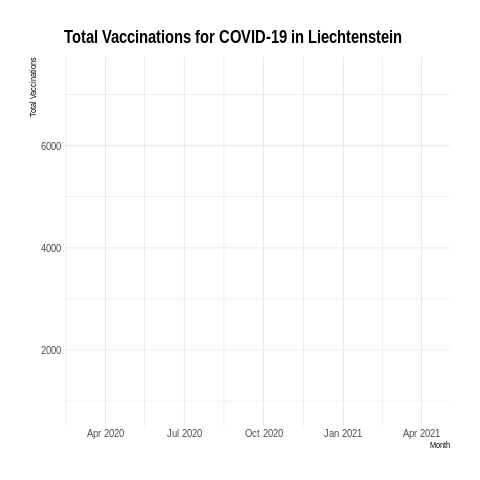 Total Vaccinations for COVID-19 in Liechtenstein
Total Vaccinations
6000
4000
2000
Apr 2020 Jul 2020 Oct 2020 Jan 2021 Apr 2021
Month